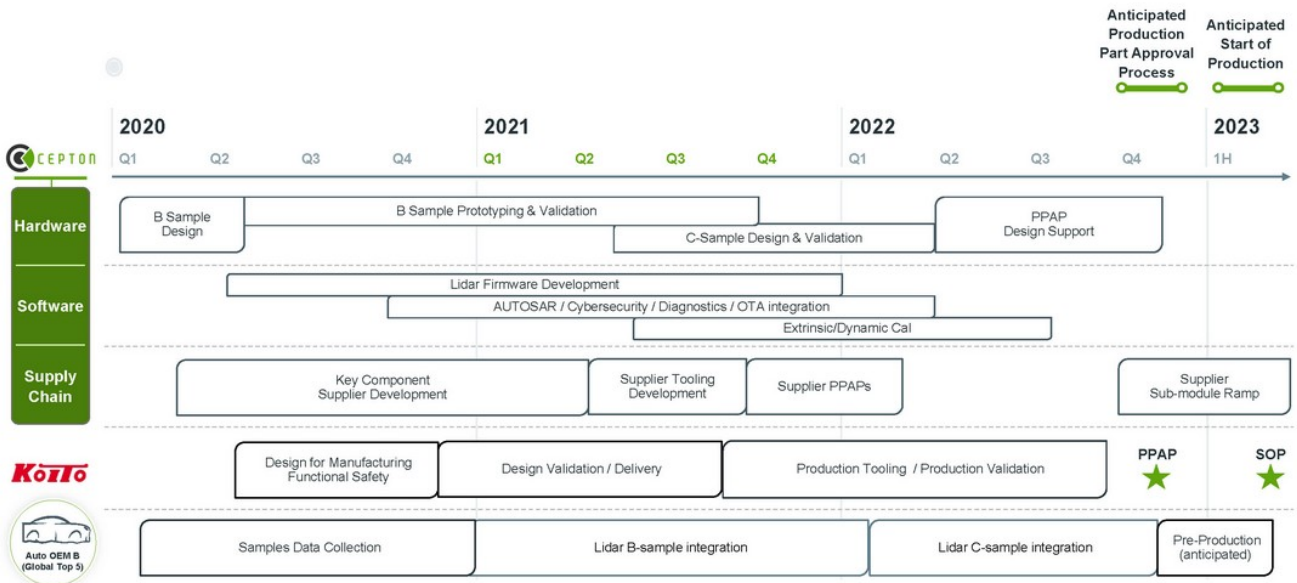 Anticipated
Production
Part Approval
Process
Anticipated
Start of
Production
2020
2021
2022
2023
CEPTON
Q1 Q2 Q3 Q4 Q1 Q2 Q3 Q4 Q1 Q2 Q3 Q4 1H
Hardware
B Sample
Design
B Sample Prototyping & Validation
C-Sample Design & Validation
PPAP
Design Support
Software
Lidar Firmware Development
AUTOSAR / Cybersecurity / Diagnostics / OTA integration
Extrinsic/Dynamic Cal
Supply
Chain
Key Component
Supplier Development
Supplier Tooling
Development
Supplier PPAPs
Supplier
Sub-module Ramp
KOITO
Design for Manufacturing
Functional Safety
Design Validation / Delivery
Production Tooling / Production Validation
PPAP
SOP
Auto OEM B
(Global Top 5)
Samples Data Collection
Lidar B-sample integration
Lidar C-sample integration
Pre-Production
(anticipated)